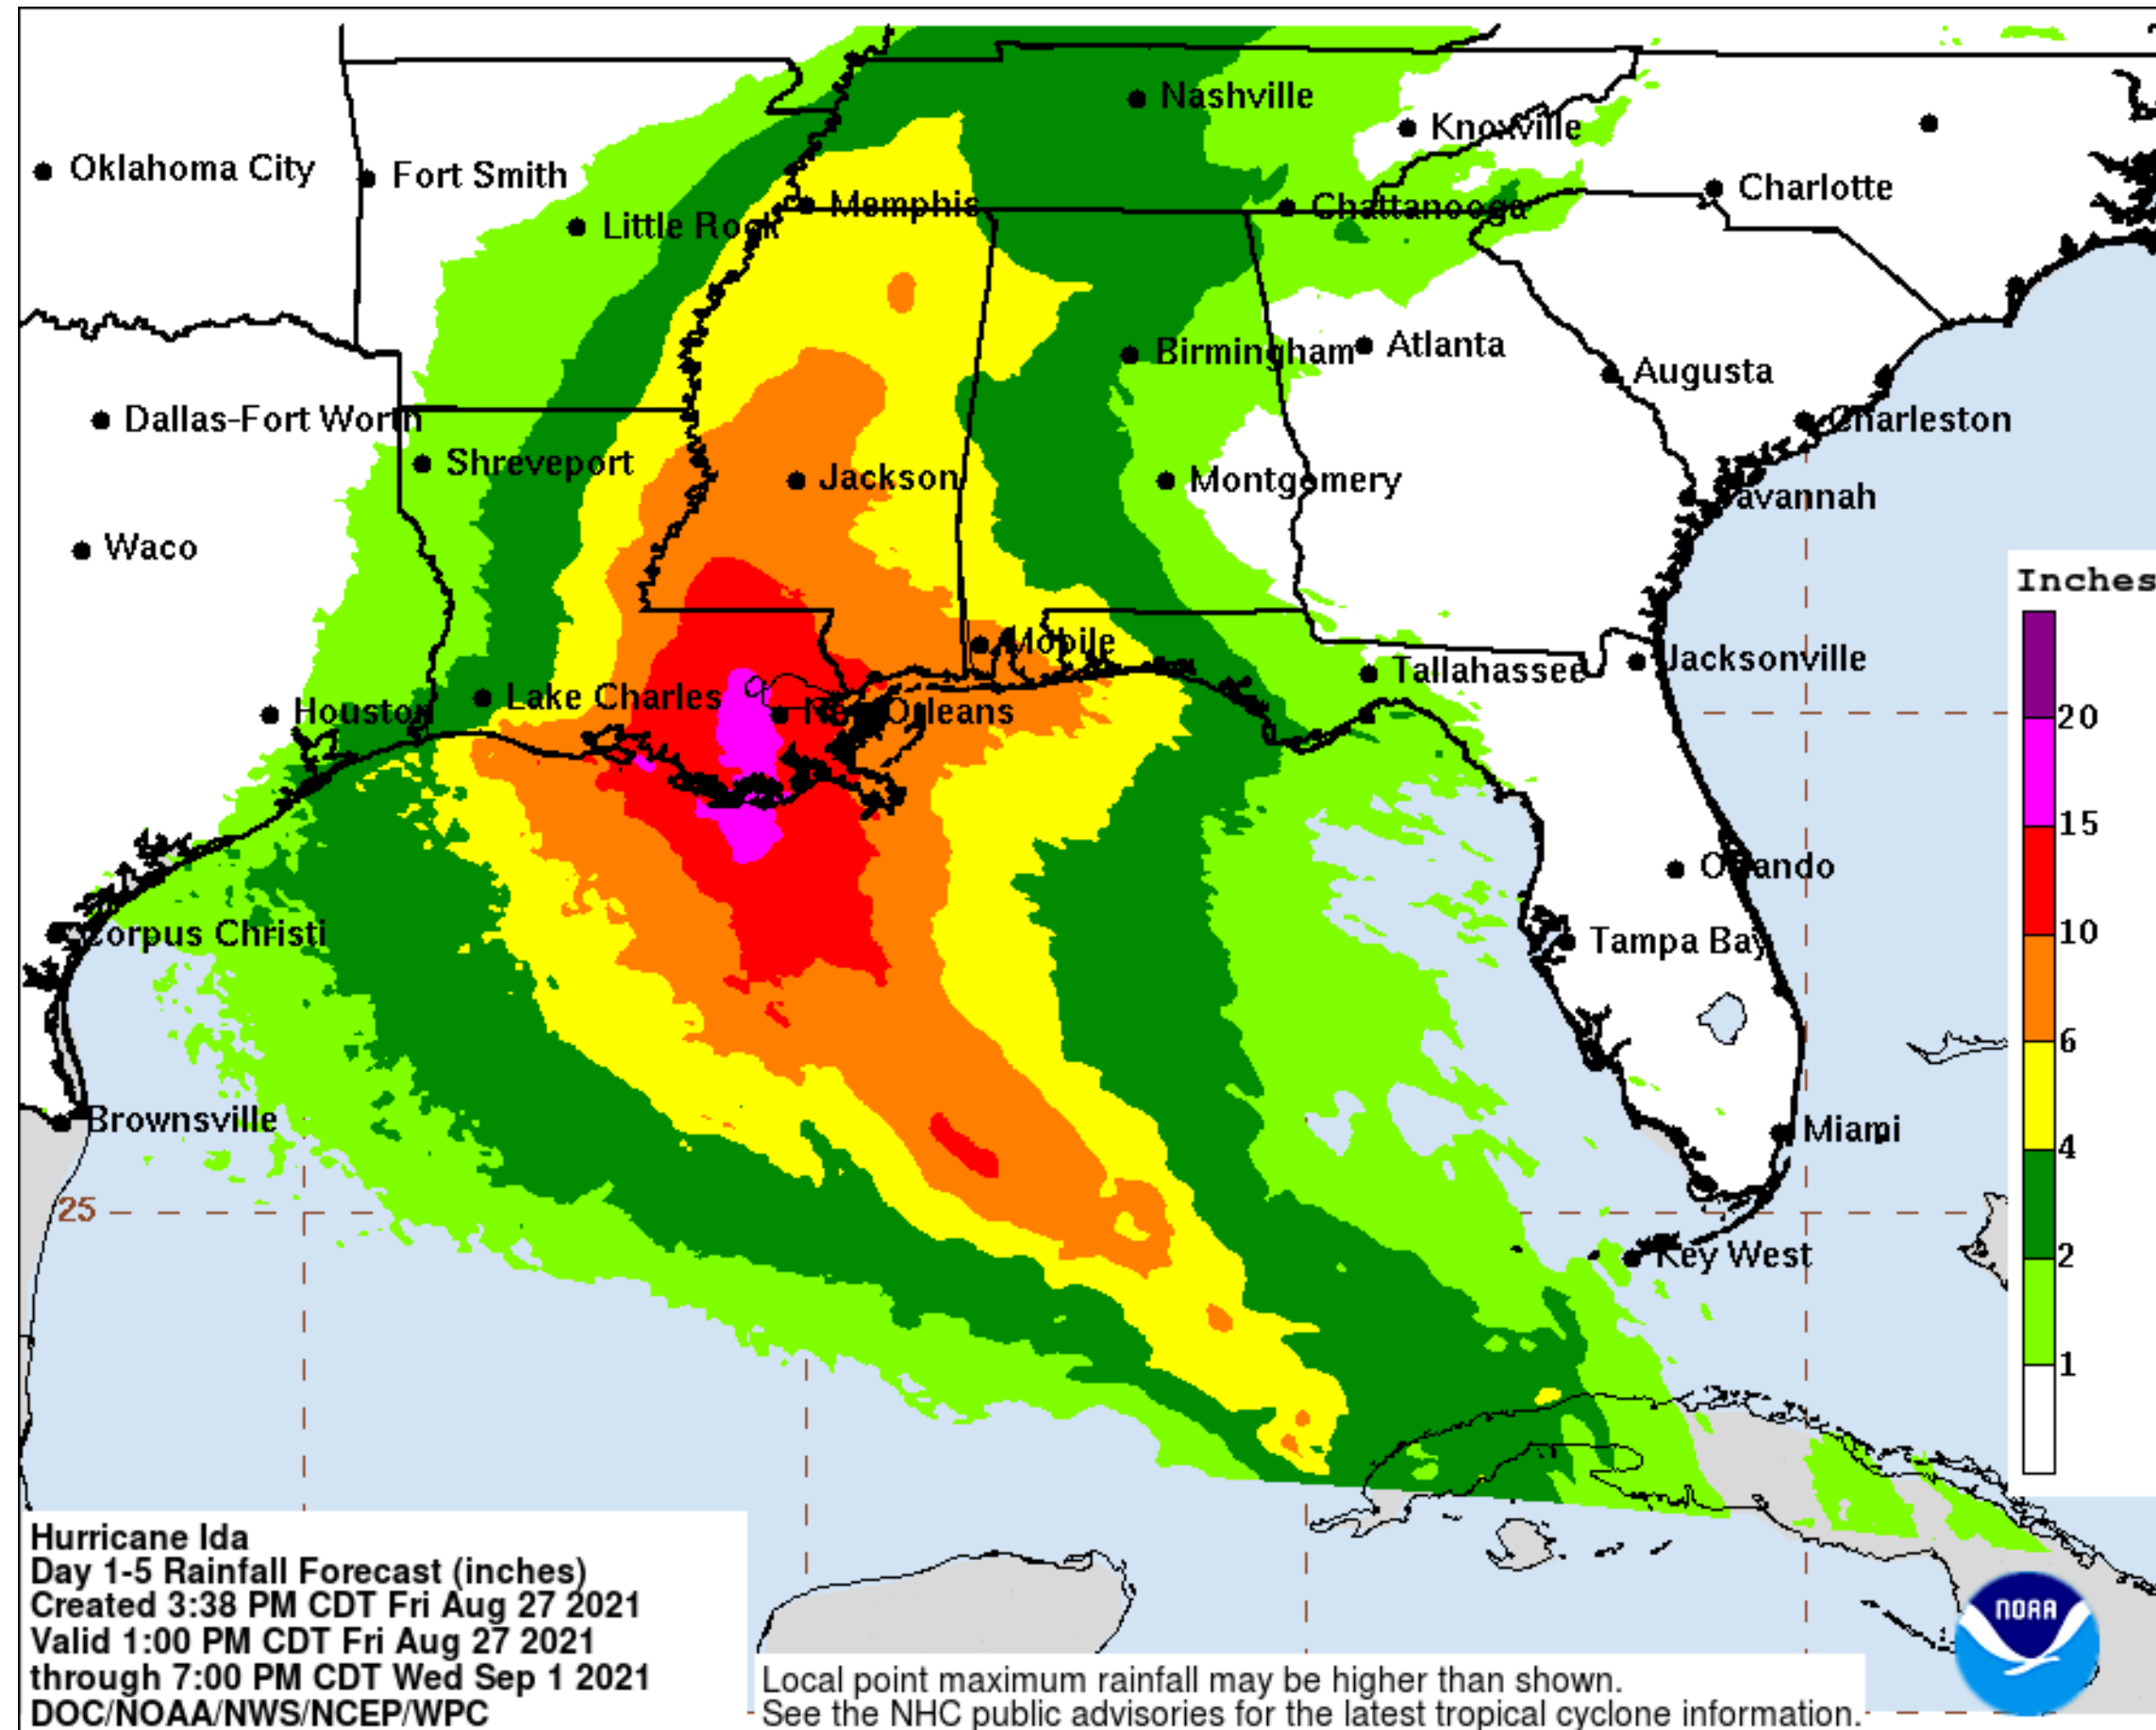 Nashville
Knoxville
Oklahoma City
Fort Smith
Charlotte
Memphis
Chattanooga
Little Rock
Birmingham
Atlanta
Augusta
Dallas-Fort Worth
Charleston
Shreveport
Jackson
Montgomery
Savannah
Waco
Inches
Mobile
Jacksonville
Tallahassee
Lake Charles
Houston
New Orleans
20
15
Orlando
10
Corpus Christi
Tampa Bay
6
Brownsville
Miami
4
25
Key West
2
1
Hurricane Ida
Day 1-5 Rainfall Forecast (inches)
Created 3:38 PM CDT Fri Aug 27 2021
Valid 1:00 PM CDT Fri Aug 27 2021
through 7:00 PM CDT Wed Sep 1 2021
DOC/NOAA/NWS/NCEP/WPC
NOAA
Local point maximum rainfall may be higher than shown.
See the NHC public advisories for the latest tropical cyclone information.